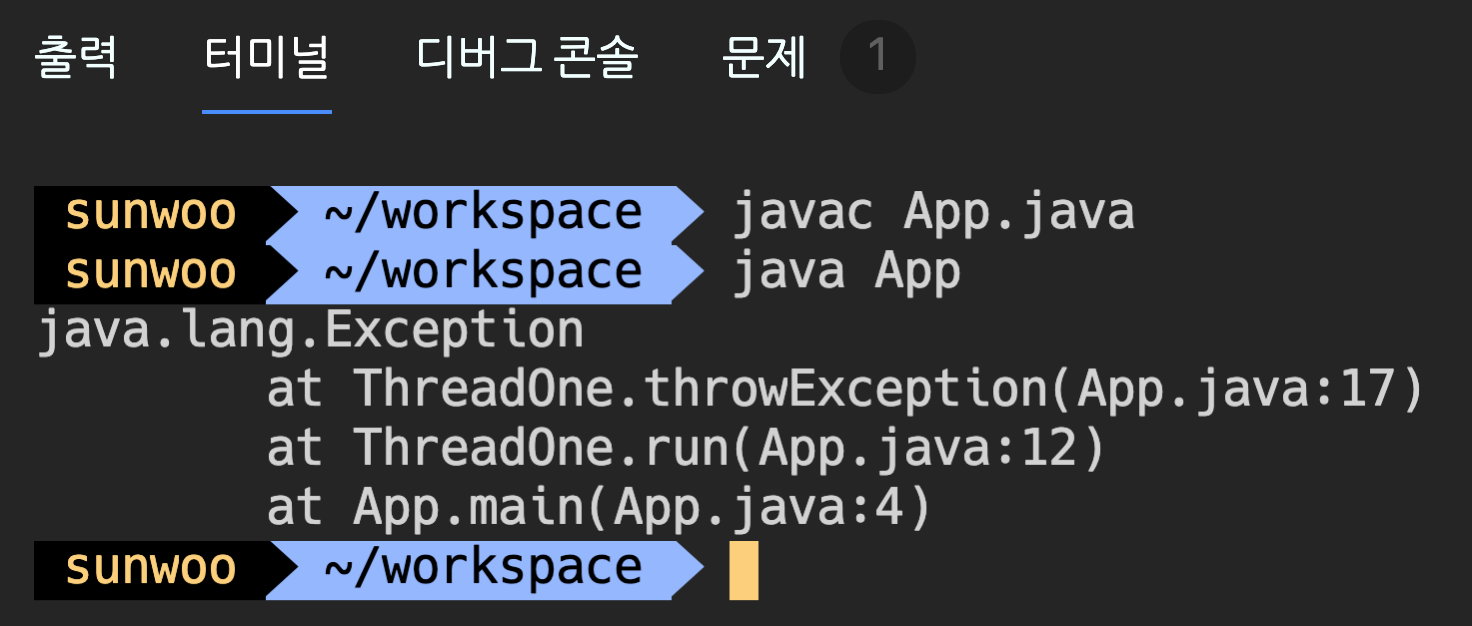 출력 터미널 디버그 콘솔 문제 1
sunwoo ~/workspace javac App.java
sunwoo ~/workspace java App
java.lang.Exception
at ThreadOne.throwException(App.java:17)
at ThreadOne.run(App.java:12)
at App.main(App.java:4)
sunwoo ~/workspace